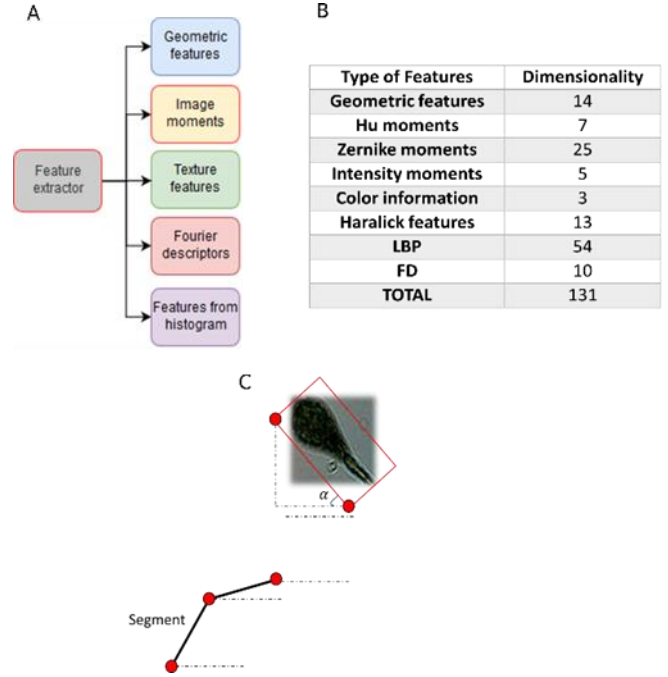 A
Feature
extractor
Geometric
features
Image
moments
Texture
features
Fourier
descriptors
Features from
histogram
B
Type of Features Dimensionality
Geometric features 14
Hu moments 7
Zernike moments 25
Intensity moments 5
Color information 3
Haralick features 13
LBP 54
FD 10
TOTAL 131
C
α
Segment